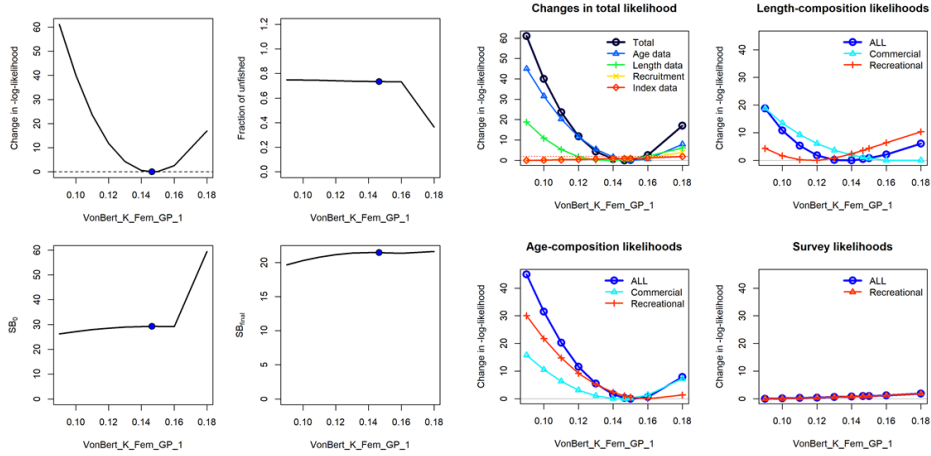 Changes in total likelihood
Length-composition likelihoods
Change in -log-likelihood
0
10
20
30
40
50
60
0.10
0.12
0.14
0.16
0.18
VonBert_K_Fem_GP_1
Fraction of unfished
0.0
0.2
0.4
0.6
0.8
1.0
1.2
0.10
0.12
0.14
0.16
0.18
VonBert_K_Fem_GP_1
Change in -log-likelihood
0
10
20
30
40
50
60
Total
Age data
Length data
Recruitment
Index data
0.10
0.12
0.14
0.16
0.18
VonBert_K_Fem_GP_1
Change in -log-likelihood
0
10
20
30
40
ALL
Commercial
Recreational
0.10
0.12
0.14
0.16
0.18
VonBert_K_Fem_GP_1
Age-composition likelihoods
Survey likelihoods
SB0
0
10
20
30
40
50
60
0.10
0.12
0.14
0.16
0.18
VonBert_K_Fem_GP_1
SBfinal
0
5
10
15
20
0.10
0.12
0.14
0.16
0.18
VonBert_K_Fem_GP_1
Change in -log-likelihood
0
10
20
30
40
ALL
Commercial
Recreational
0.10
0.12
0.14
0.16
0.18
VonBert_K_Fem_GP_1
Change in -log-likelihood
0
10
20
30
40
ALL
Recreational
0.10
0.12
0.14
0.16
0.18
VonBert_K_Fem_GP_1